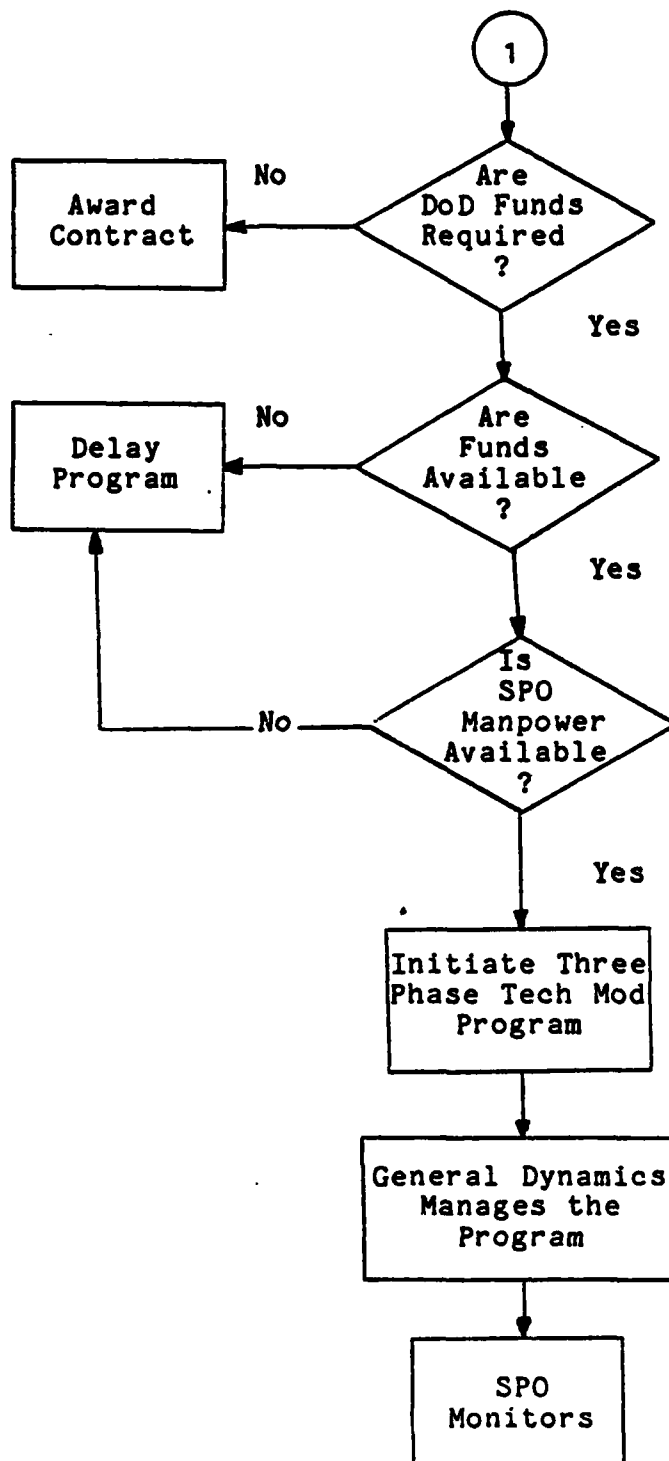 1
Are
DoD Funds
Required
?
No
Award
Contract
Yes
Are
Funds
Available
?
No
Delay
Program
Yes
Is
SPO
Manpower
Available
?
No
Yes
Initiate Three
Phase Tech Mod
Program
General Dynamics
Manages the
Program
SPO
Monitors